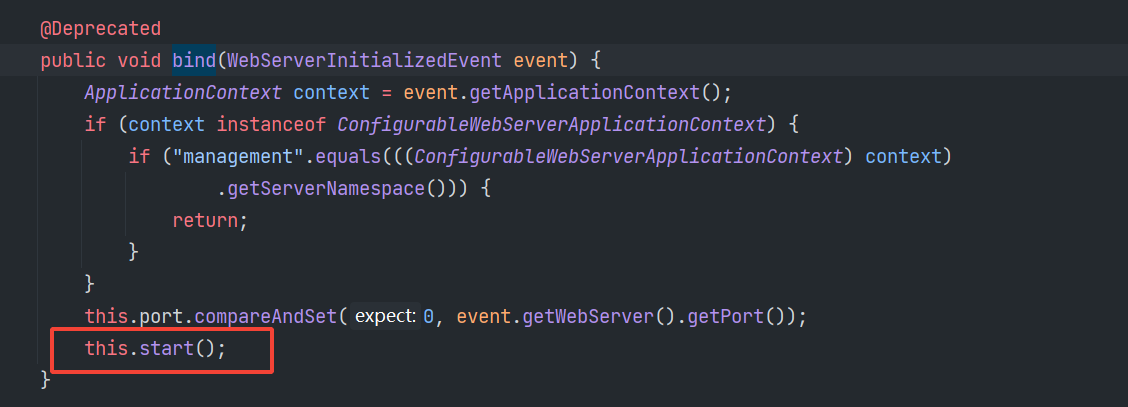 @Deprecated
public void bind(WebServerInitializedEvent event) {
    ApplicationContext context = event.getApplicationContext();
    if (context instanceof ConfigurableWebServerApplicationContext) {
        if ("management".equals(((ConfigurableWebServerApplicationContext) context)
                .getServerNamespace())) {
            return;
        }
    }
    this.port.compareAndSet( expect: 0, event.getWebServer().getPort());
    this.start();
}